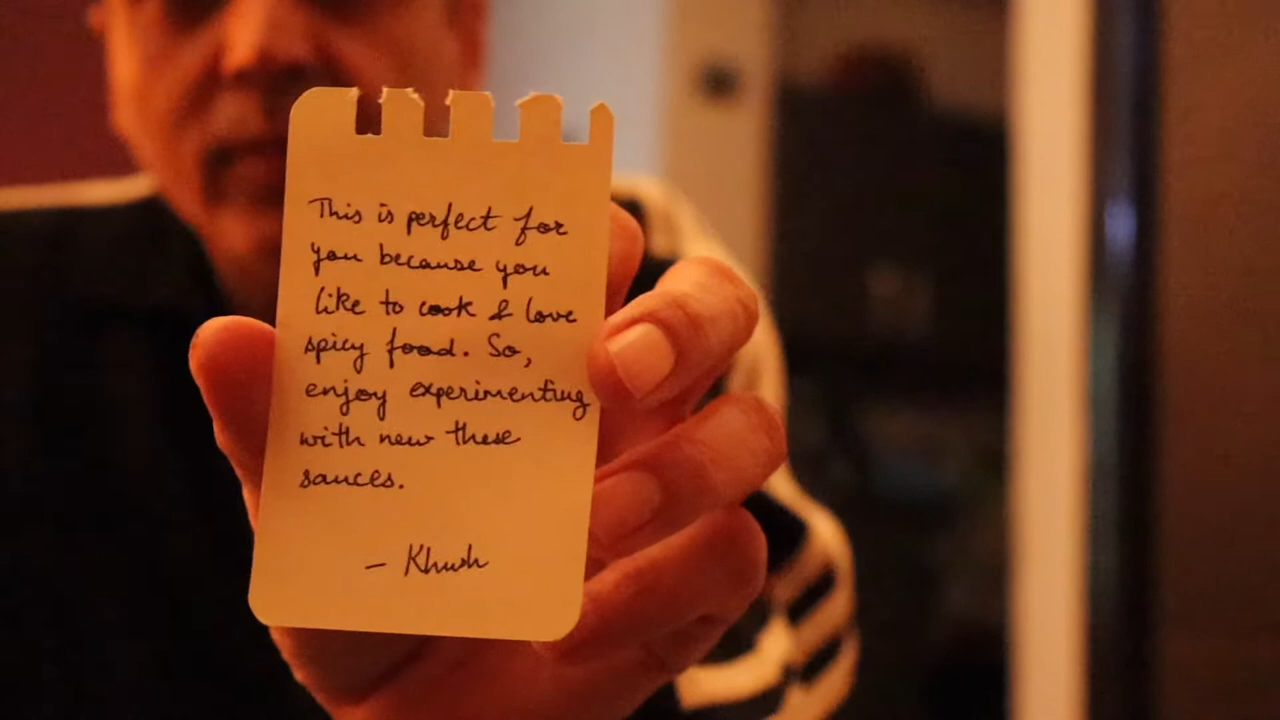 This is perfect for
you because you
like to cook & love
spicy food. So,
enjoy experimenting
with new these
sauces.
- Khush